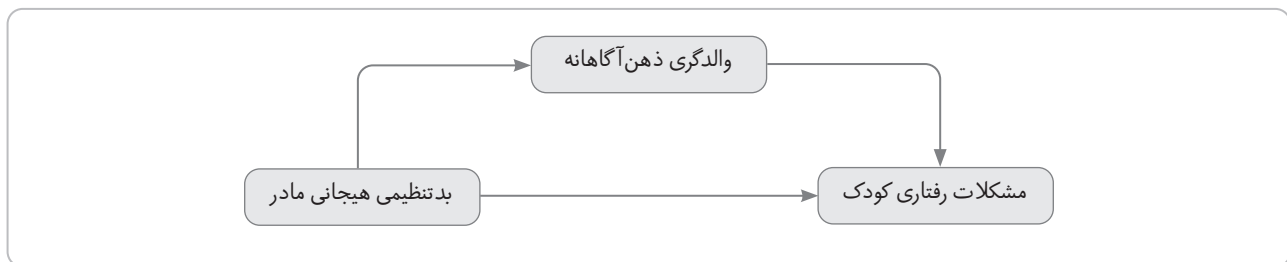 والدگری ذهن‌آگاهانه
مشکلات رفتاری کودک
بدتنظیمی هیجانی مادر